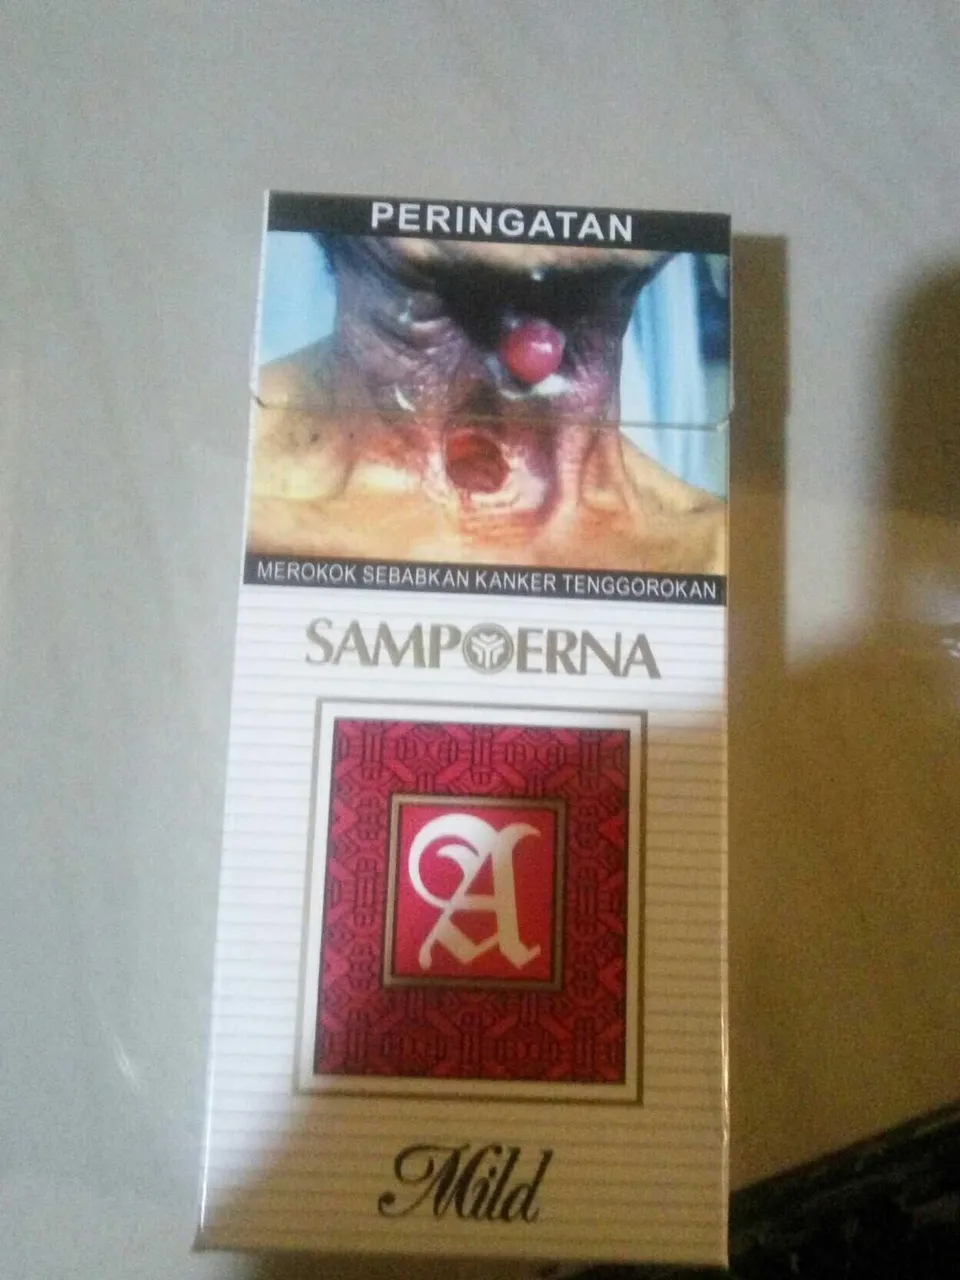 PERINGATAN
MEROKOK SEBABKAN KANKER TENGGOROKAN
SAMPOERNA
A
Mild